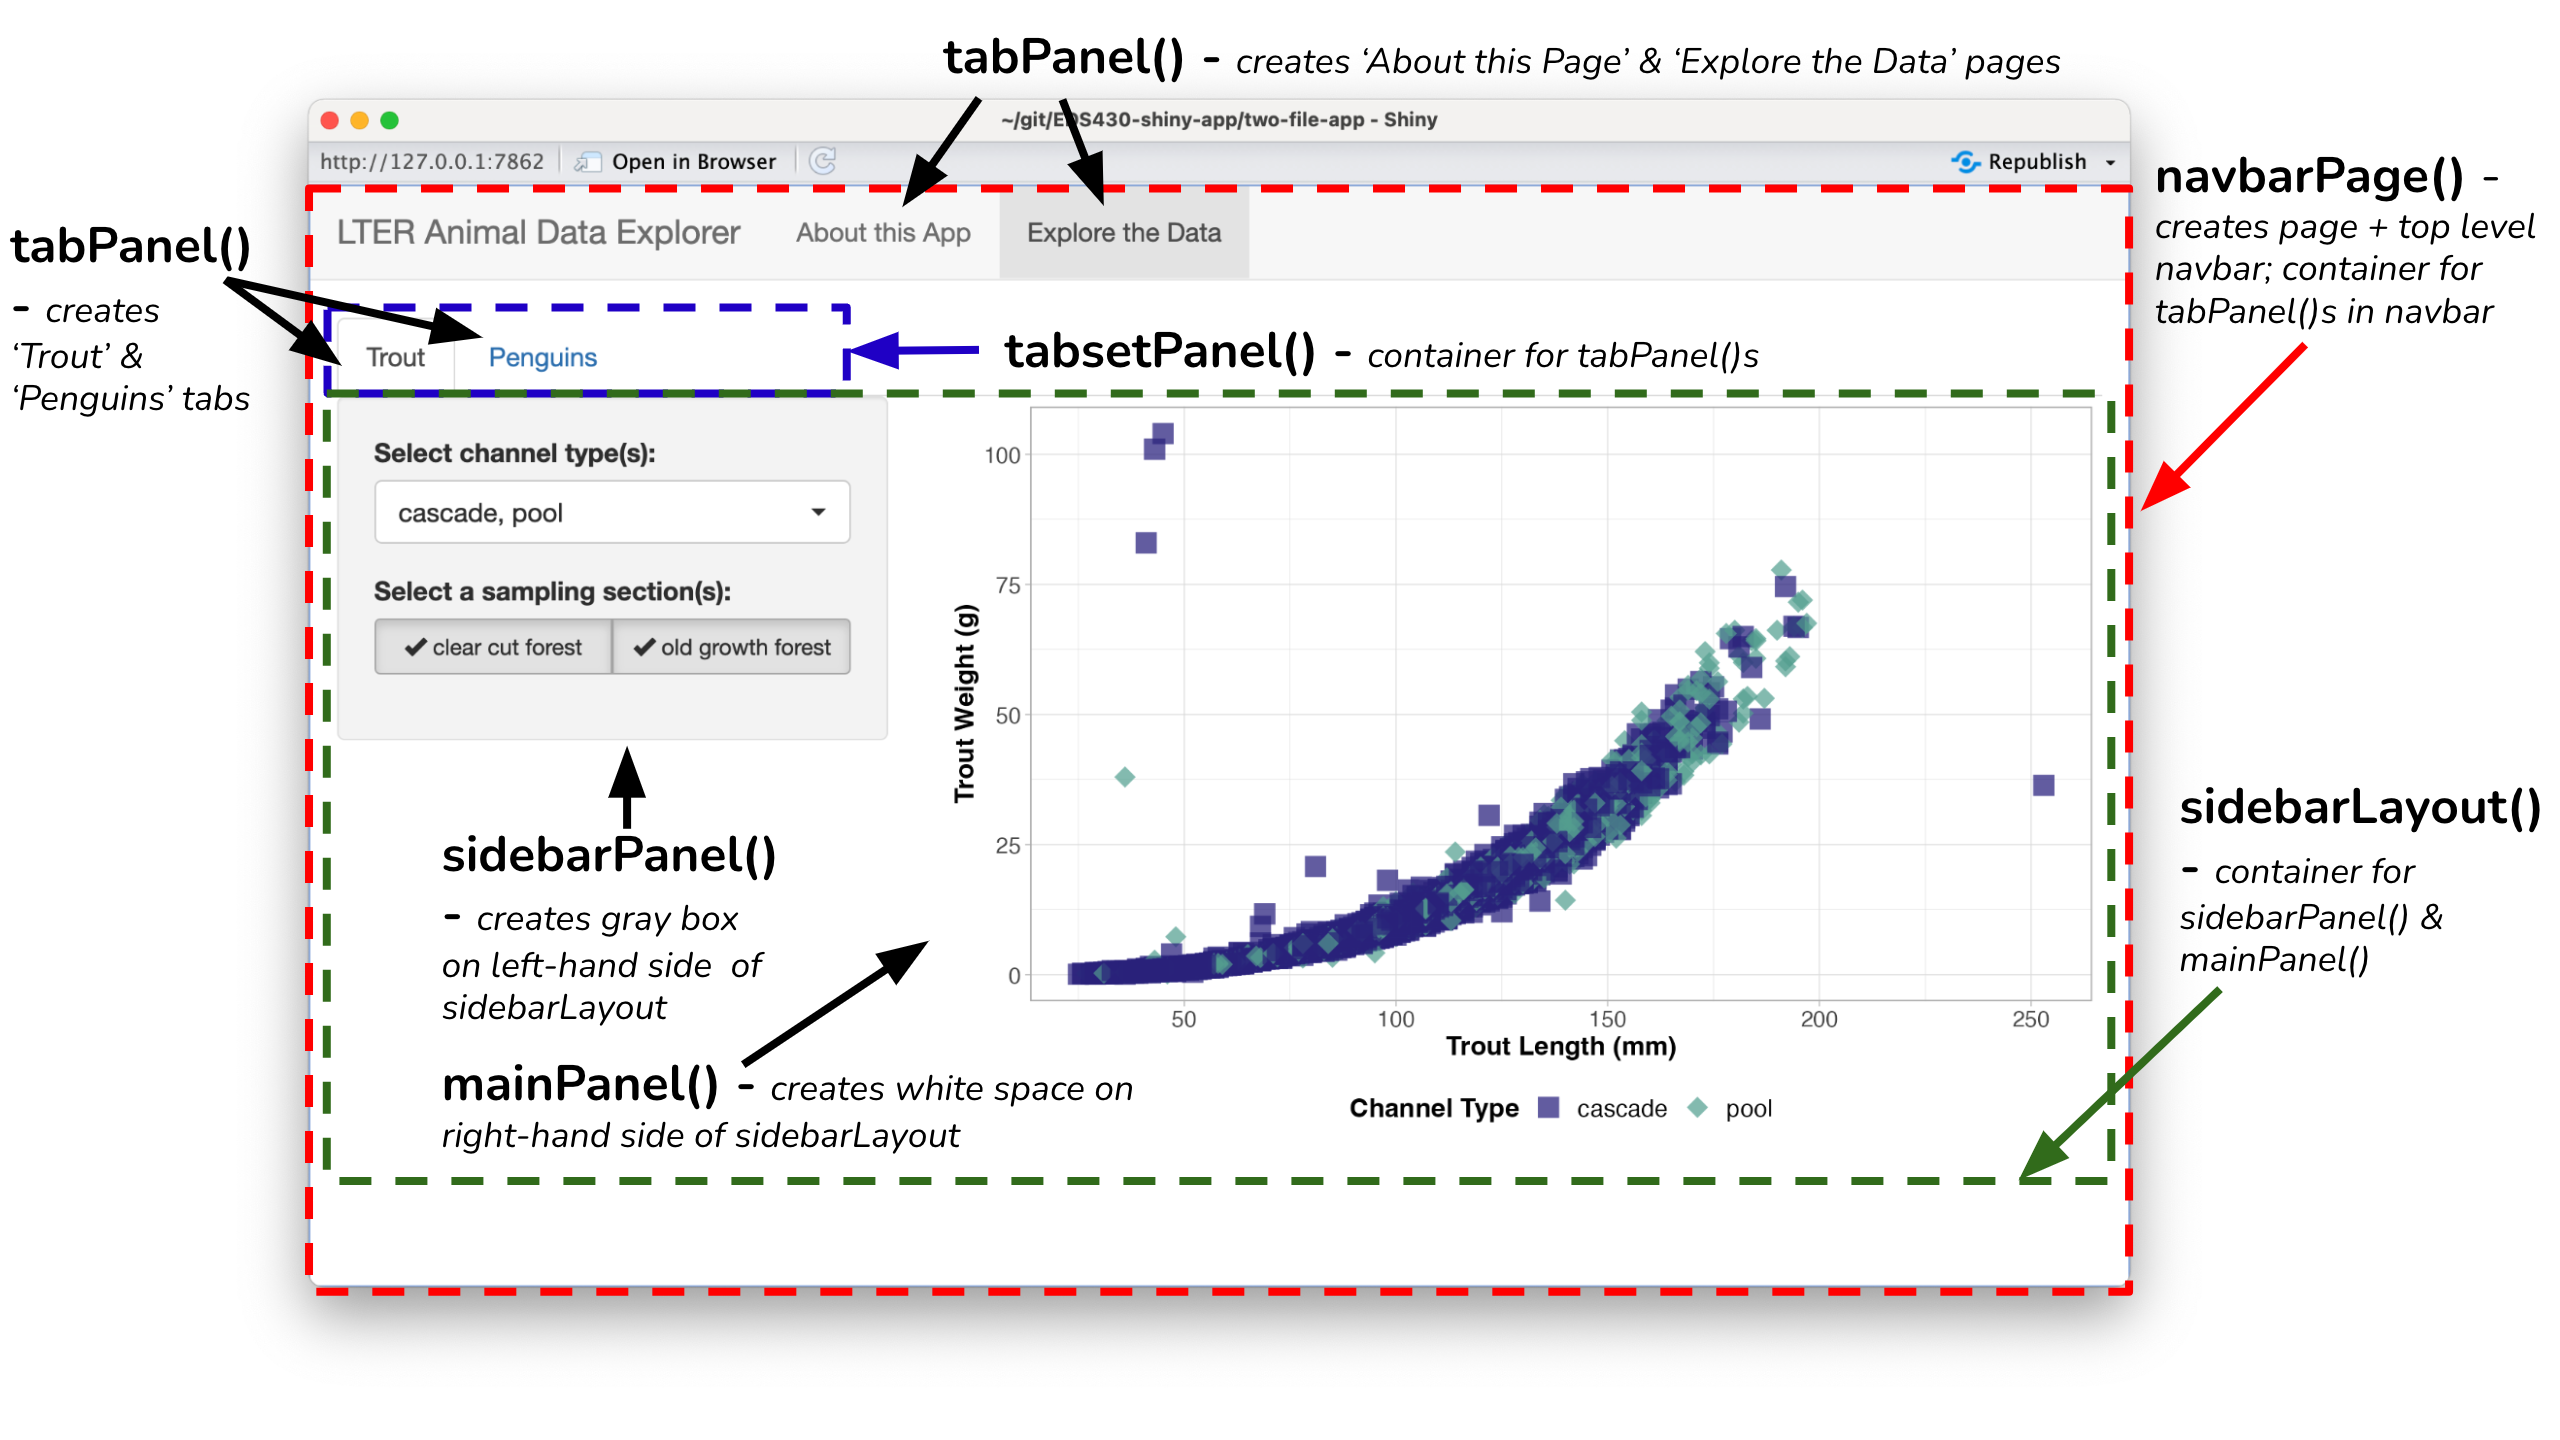 tabPanel() - creates ‘About this Page’ & ‘Explore the Data’ pages
~/git/EDS430-shiny-app/two-file-app - Shiny
http://127.0.0.1:7862
Open in Browser
Republish
LTER Animal Data Explorer
About this App
Explore the Data
navbarPage() -
creates page + top level
navbar; container for
tabPanel()s in navbar
tabPanel()
- creates
‘Trout’ &
‘Penguins’ tabs
Trout
Penguins
tabsetPanel() - container for tabPanel()s
Select channel type(s):
cascade, pool
Select a sampling section(s):
clear cut forest
old growth forest
sidebarPanel()
- creates gray box
on left-hand side of
sidebarLayout
mainPanel() - creates white space on
right-hand side of sidebarLayout
Trout Weight (g)
100
75
50
25
0
50
100
150
200
250
Trout Length (mm)
Channel Type
cascade
pool
sidebarLayout()
- container for
sidebarPanel() &
mainPanel()